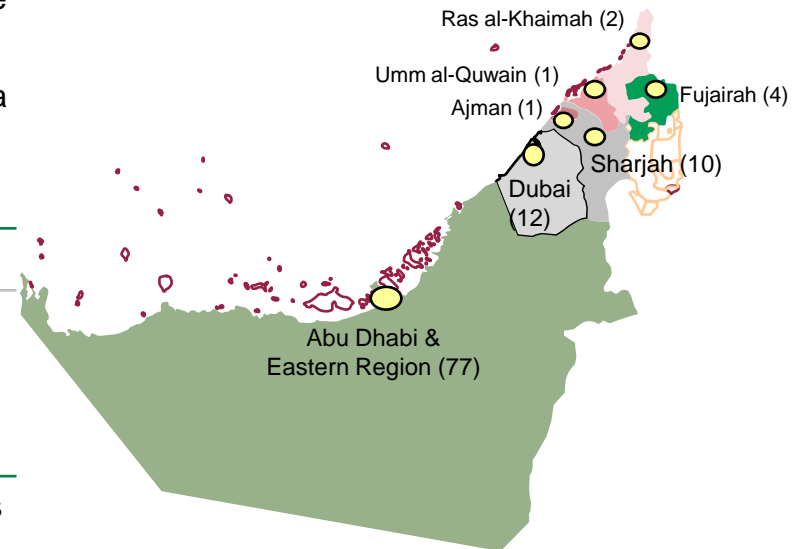 Ras al-Khaimah (2)
Umm al-Quwain (1)
Ajman (1)
Fujairah (4)
Sharjah (10)
Dubai
(12)
Abu Dhabi &
Eastern Region (77)